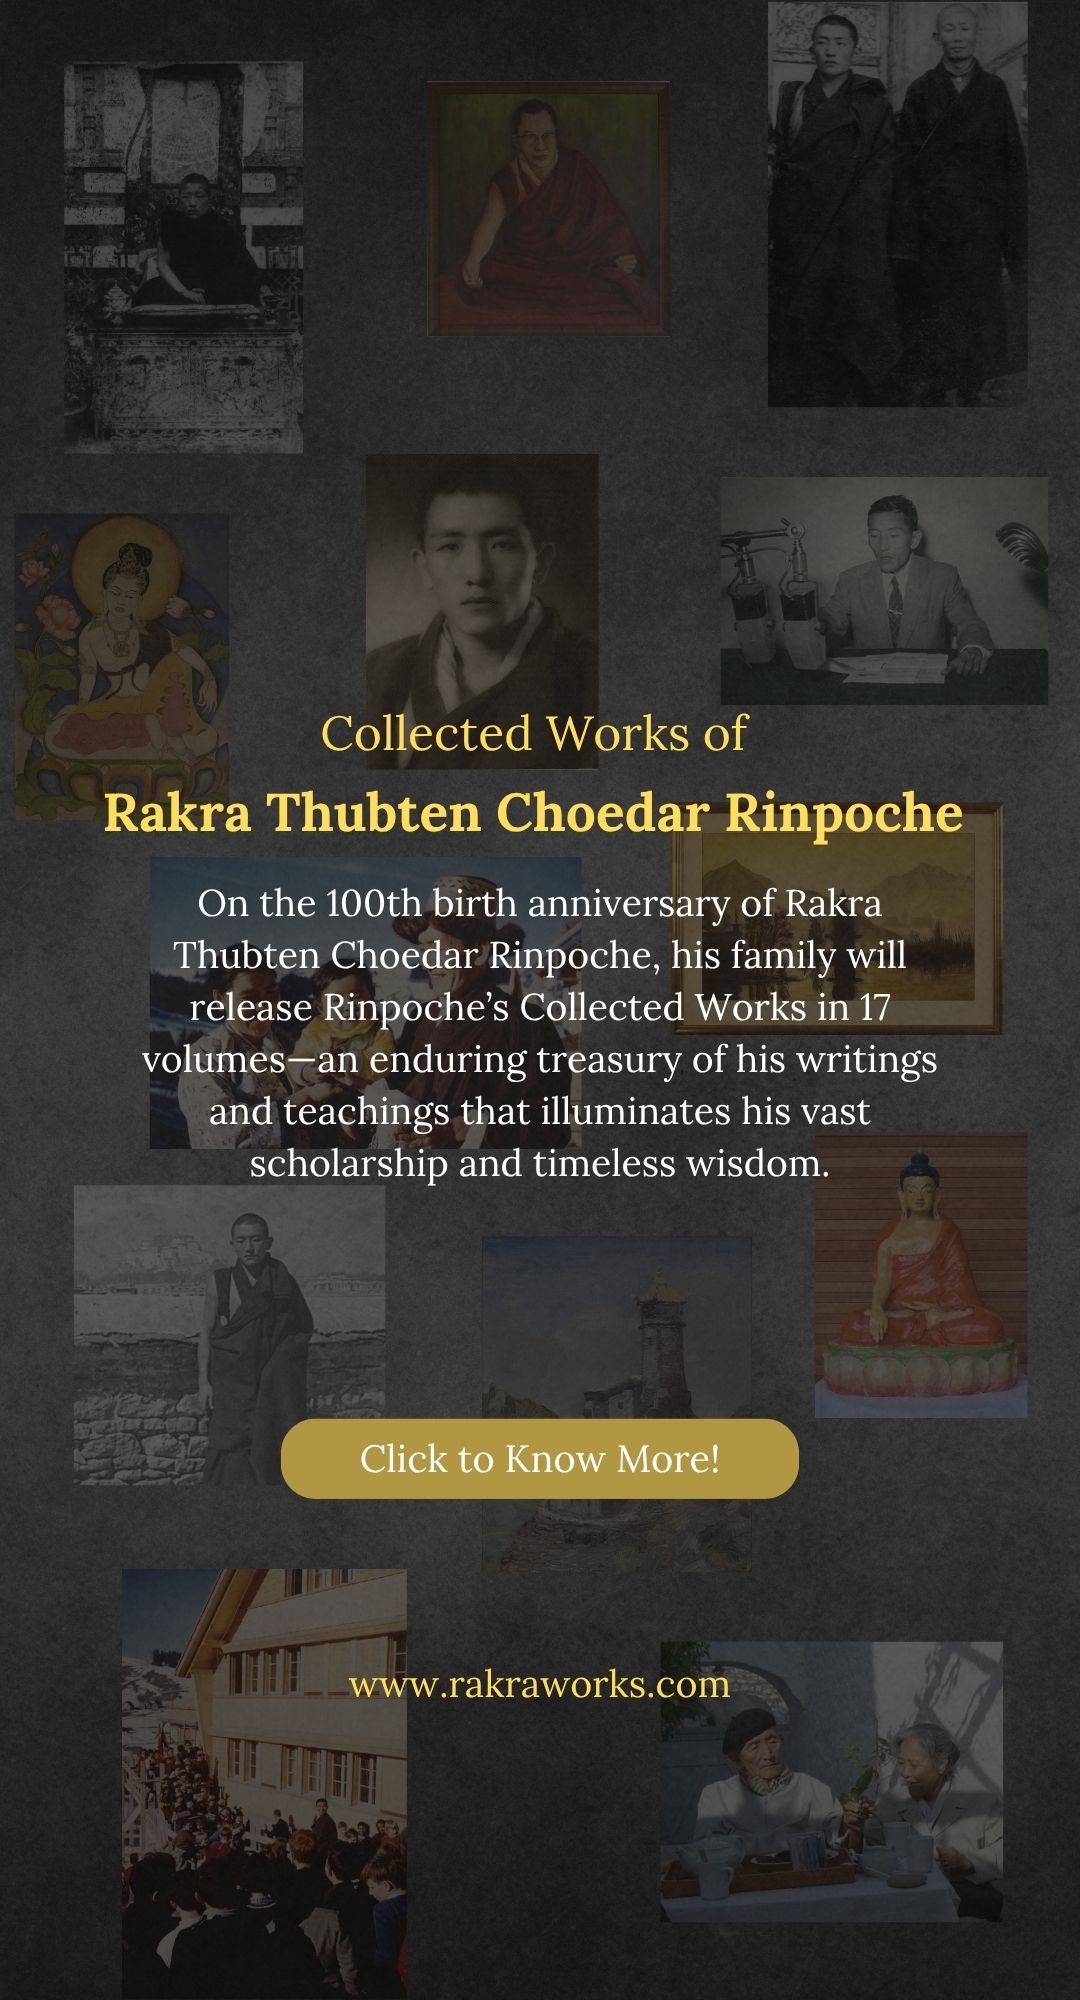 Collected Works of
Rakra Thubten Choedar Rinpoche
On the 100th birth anniversary of Rakra
Thubten Choedar Rinpoche, his family will
release Rinpoche’s Collected Works in 17
volumes—an enduring treasury of his writings
and teachings that illuminates his vast
scholarship and timeless wisdom.
Click to Know More!
www.rakraworks.com